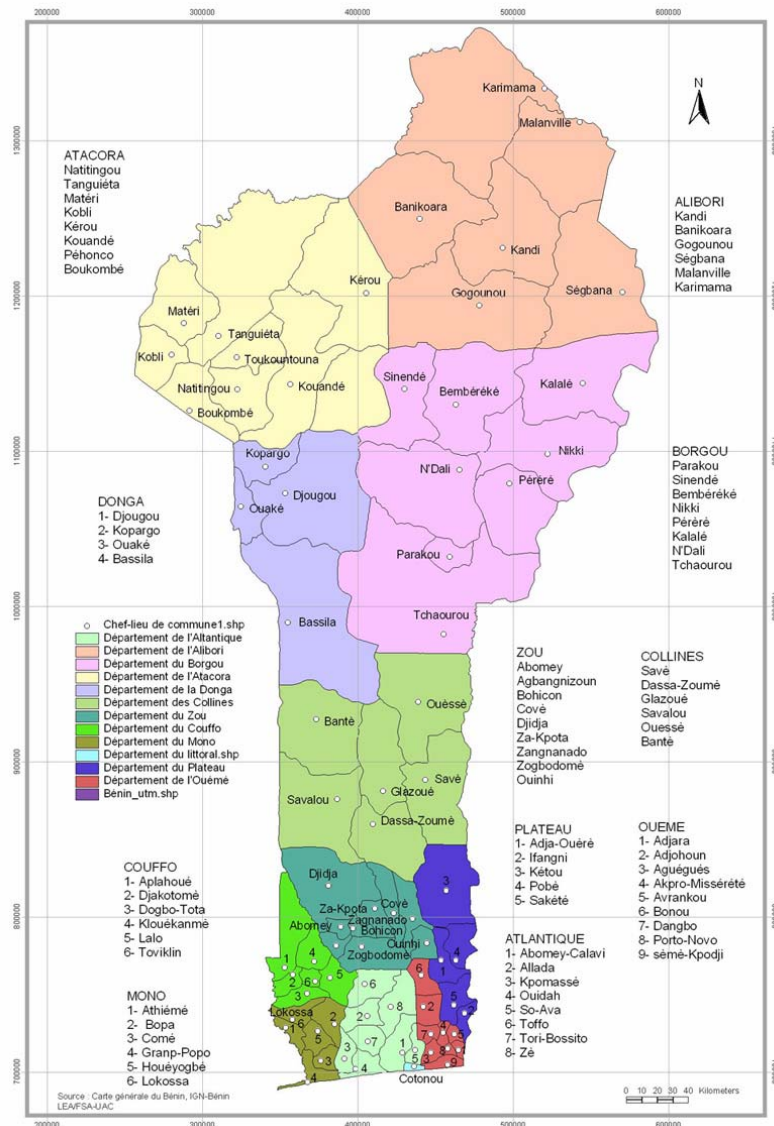 200000 300000 400000 500000 600000
N
1300000
1200000
1100000
1000000
900000
800000
700000
ATACORA
Natitingou
Tanguiéta
Matéri
Kobli
Kérou
Kouandé
Péhonco
Boukombé
ALIBORI
Kandi
Banikoara
Gogounou
Ségbana
Malanville
Karimama
BORGOU
Parakou
Sinendé
Bembéréké
Nikki
Péréré
Kalalé
N'Dali
Tchaourou
DONGA
1- Djougou
2- Kopargo
3- Ouaké
4- Bassila
Karimama
Malanville
Banikoara
Kandi
Kérou
Gogounou
Ségbana
Matéri
Tanguiéta
Kobli
Toukountouna
Natitingou
Kouandé
Boukombé
Sinendé
Bembéréké
Kalalé
Kopargo
Nikki
N'Dali
Péréré
Djougou
Ouaké
Parakou
Bassila
Tchaourou
Ouèssè
Bantè
Savè
Glazoué
Savalou
Dassa-Zoumè
Djidja
Za-Kpota
Covè
Abomey
Zagnanado
Bohicon
Ouinhi
Zogbodomè
Lokossa
Cotonou
Chef-lieu de commune1.shp
Département de l'Altantique
Département de l'Alibori
Département du Borgou
Département de l'Atacora
Département de la Donga
Département des Collines
Département du Zou
Département du Couffo
Département du Mono
Département du littoral.shp
Département du Plateau
Département de l'Ouémé
Bénin_utm.shp
ZOU
Abomey
Agbangnizoun
Bohicon
Covè
Djidja
Za-Kpota
Zangnanado
Zogbodomè
Ouinhi
COLLINES
Savè
Dassa-Zoumé
Glazoué
Savalou
Ouessé
Bantè
PLATEAU
1- Adja-Ouèrè
2- Ifangni
3- Kétou
4- Pobè
5- Sakété
OUEME
1- Adjara
2- Adjohoun
3- Aguégués
4- Akpro-Missérété
5- Avrankou
6- Bonou
7- Dangbo
8- Porto-Novo
9- sèmè-Kpodji
COUFFO
1- Aplahoué
2- Djakotomè
3- Dogbo-Tota
4- Klouékanmè
5- Lalo
6- Toviklin
ATLANTIQUE
1- Abomey-Calavi
2- Allada
3- Kpomassé
4- Ouidah
5- So-Ava
6- Toffo
7- Tori-Bossito
8- Zè
MONO
1- Athiémé
2- Bopa
3- Comé
4- Granp-Popo
5- Houéyogbé
6- Lokossa
Source : Carte générale du Bénin, IGN-Bénin
LEA/FSA-UAC
0 10 20 30 40 Kilometers
200000 300000 400000 500000 600000